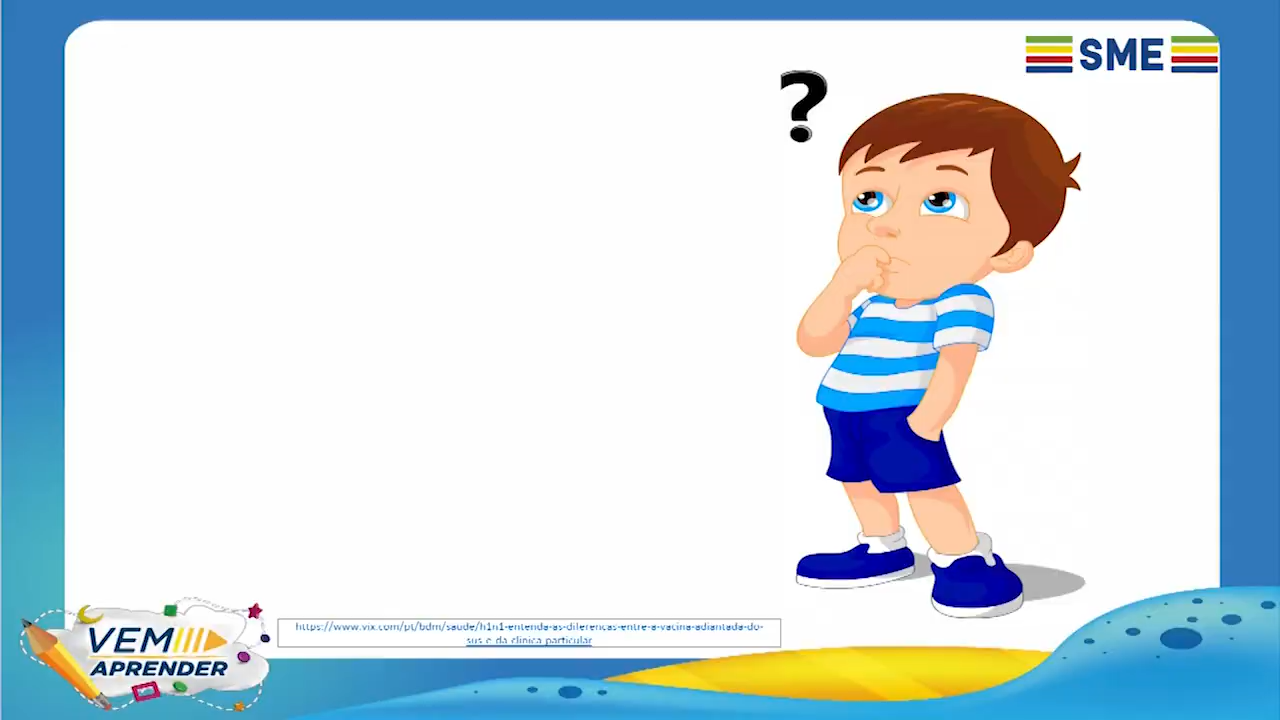 SME
?
VEM
APRENDER
https://www.vix.com/pt/bdm/saude/h1n1-entenda-as-diferencas-entre-a-vacina-adiantada-do-
sus-e-da-clinica-particular